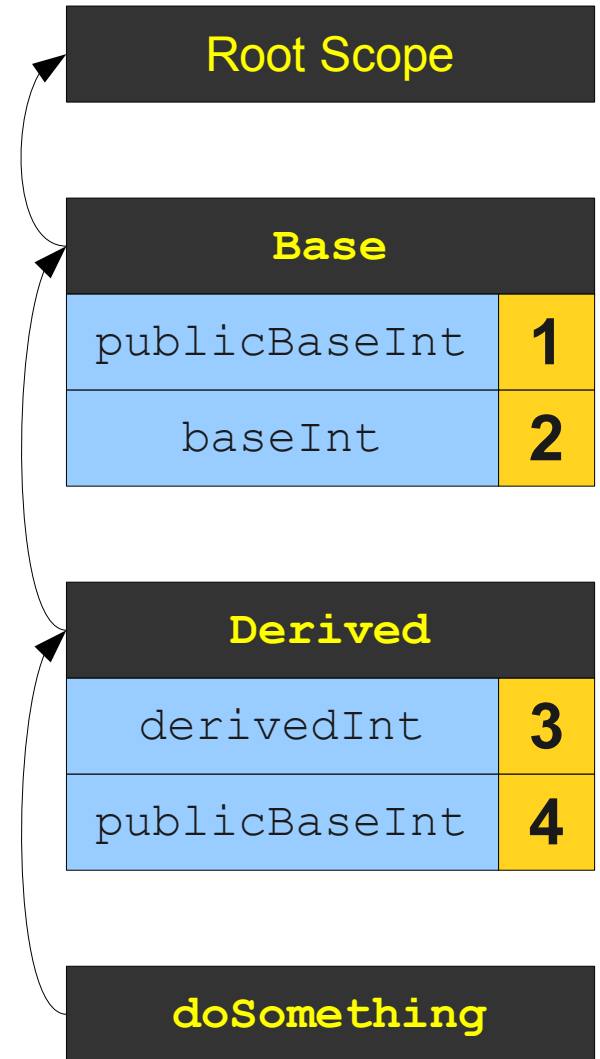 Root Scope
Base
publicBaseInt 1
baseInt 2
Derived
derivedInt 3
publicBaseInt 4
doSomething